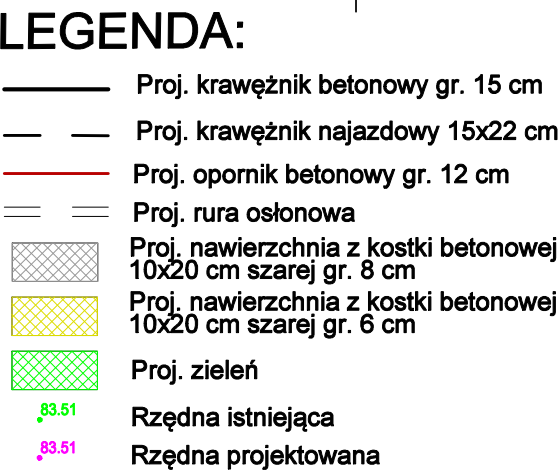 LEGENDA:
Proj. krawężnik betonowy gr. 15 cm
Proj. krawężnik najazdowy 15x22 cm
Proj. opornik betonowy gr. 12 cm
Proj. rura osłonowa
Proj. nawierzchnia z kostki betonowej
10x20 cm szarej gr. 8 cm
Proj. nawierzchnia z kostki betonowej
10x20 cm szarej gr. 6 cm
Proj. zieleń
83.51 Rzędna istniejąca
83.51 Rzędna projektowana